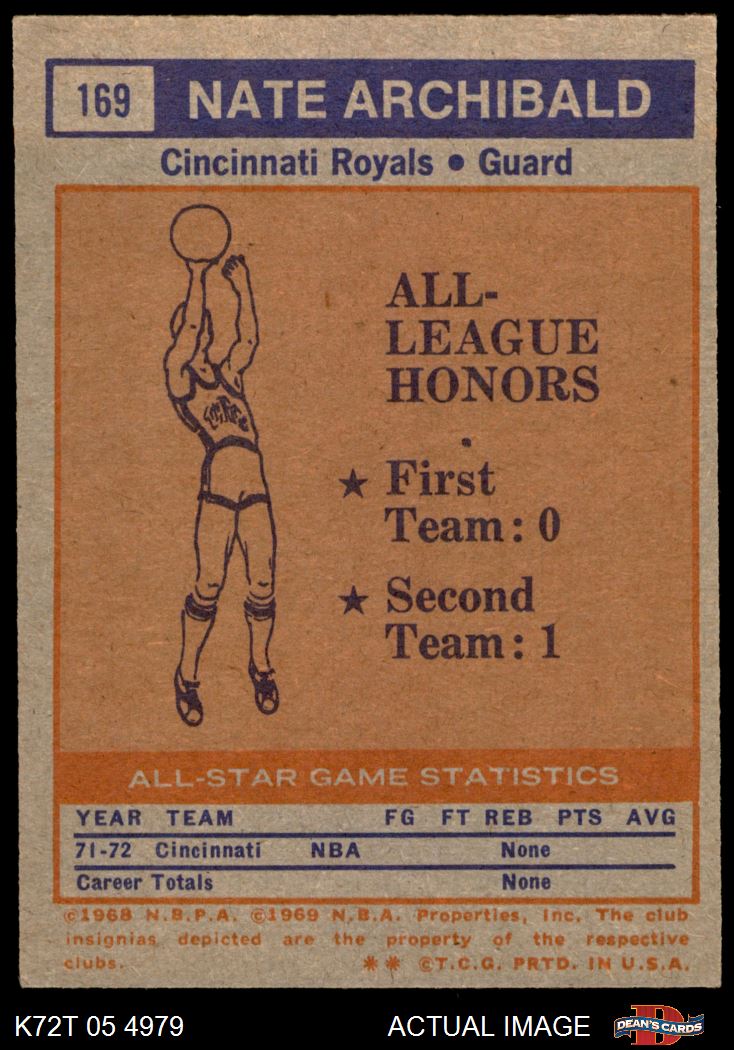 169 NATE ARCHIBALD
Cincinnati Royals • Guard
ALL-
LEAGUE
HONORS
★ First
Team: 0
★ Second
Team: 1
ALL-STAR GAME STATISTICS
YEAR TEAM FG FT REB PTS AVG
71-72 Cincinnati NBA None
Career Totals None
©1968 N.B.P.A. ©1969 N.B.A. Properties, Inc. The club
insignias depicted are the property of the respective
clubs. ** ©T.C.G. PRTD. IN U.S.A.
K72T 05 4979 ACTUAL IMAGE D DEAN'S CARDS